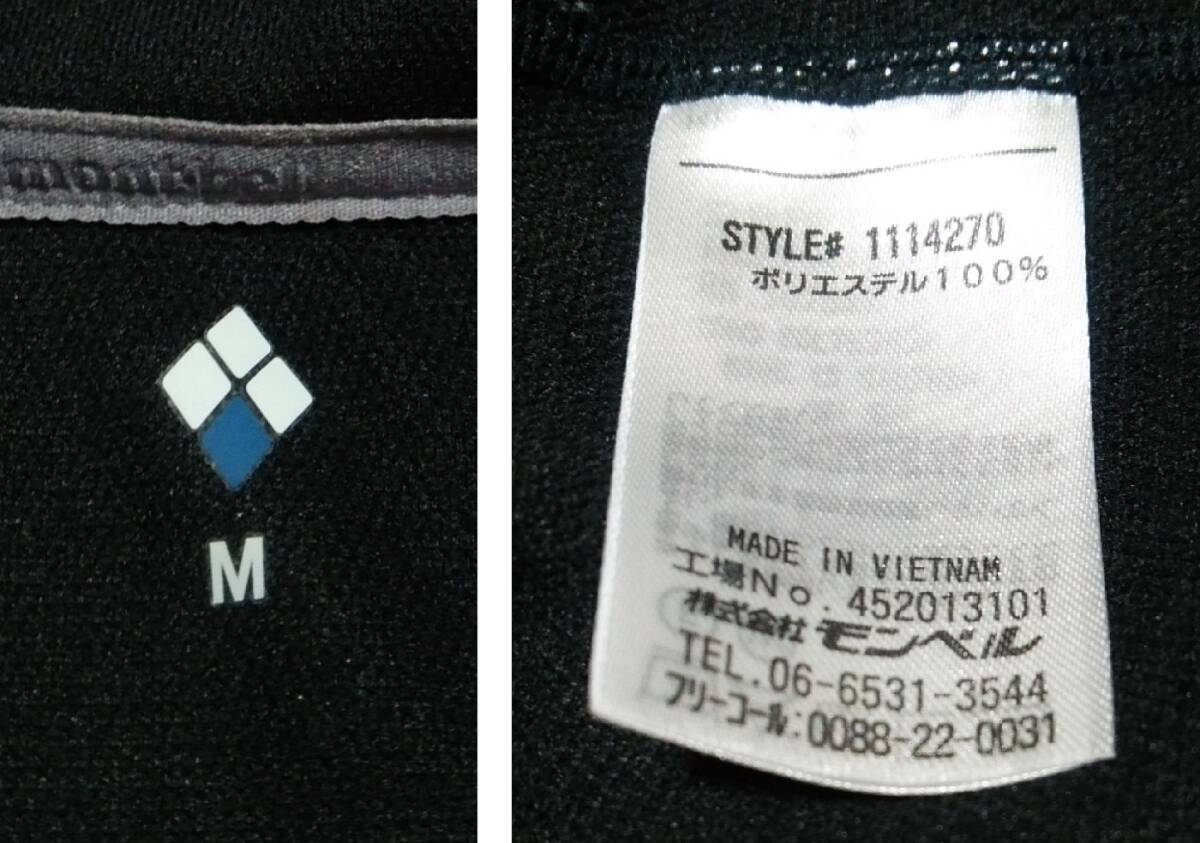 montbell
M
STYLE# 1114270
ポリエステル100%
MADE IN VIETNAM
工場No. 452013101
株式会社 モンベル
TEL. 06-6531-3544
フリーコール:0088-22-0031